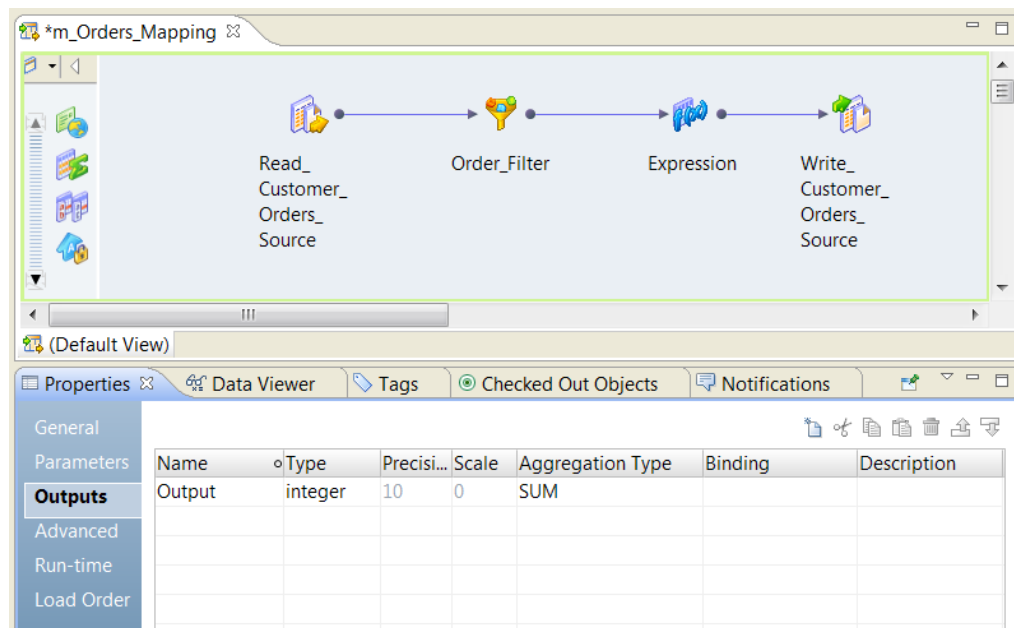 *m_Orders_Mapping
Read_ Order_Filter Expression Write_
Customer_ Customer_
Orders_ Orders_
Source Source
(Default View)
Properties Data Viewer Tags Checked Out Objects Notifications
General
Parameters
Outputs
Advanced
Run-time
Load Order
Name Type Precisi... Scale Aggregation Type Binding Description
Output integer 10 0 SUM